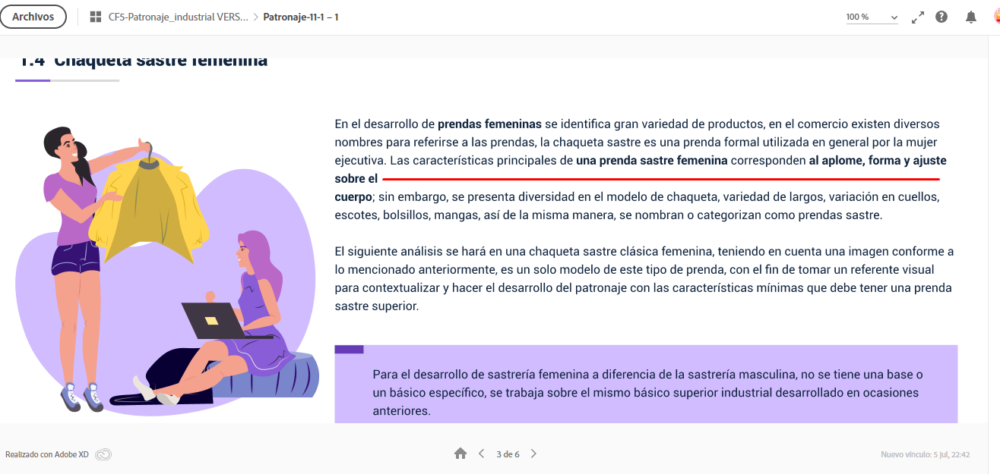 Archivos
CF5-Patronaje_industrial VERS... > Patronaje-11-1 – 1
100 %
1.4 Chaqueta sastre femenina
En el desarrollo de prendas femeninas se identifica gran variedad de productos, en el comercio existen diversos
nombres para referirse a las prendas, la chaqueta sastre es una prenda formal utilizada en general por la mujer
ejecutiva. Las características principales de una prenda sastre femenina corresponden al aplome, forma y ajuste
sobre el
cuerpo; sin embargo, se presenta diversidad en el modelo de chaqueta, variedad de largos, variación en cuellos,
escotes, bolsillos, mangas, así de la misma manera, se nombran o categorizan como prendas sastre.
El siguiente análisis se hará en una chaqueta sastre clásica femenina, teniendo en cuenta una imagen conforme a
lo mencionado anteriormente, es un solo modelo de este tipo de prenda, con el fin de tomar un referente visual
para contextualizar y hacer el desarrollo del patronaje con las características mínimas que debe tener una prenda
sastre superior.
Para el desarrollo de sastrería femenina a diferencia de la sastrería masculina, no se tiene una base o
un básico específico, se trabaja sobre el mismo básico superior industrial desarrollado en ocasiones
anteriores.
Realizado con Adobe XD
3 de 6
Nuevo vínculo: 5 jul, 22:42